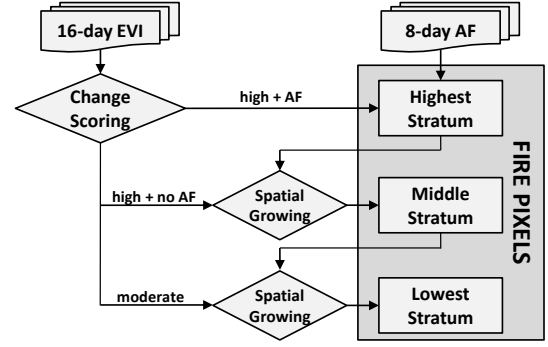 16-day EVI
8-day AF
Change
Scoring
high + AF
Highest
Stratum
FIRE PIXELS
high + no AF
Spatial
Growing
Middle
Stratum
moderate
Spatial
Growing
Lowest
Stratum